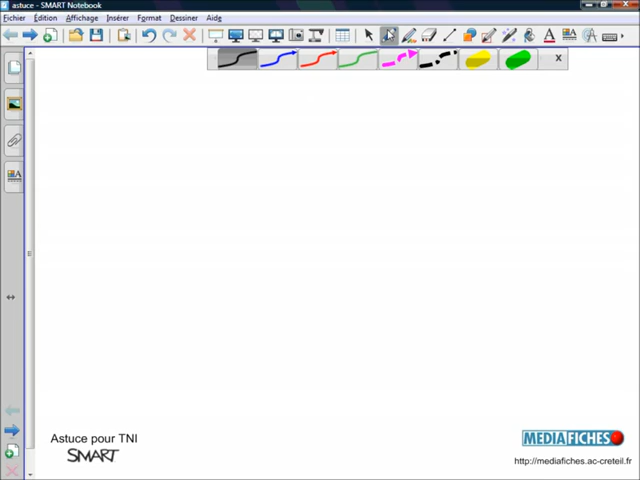 astuce - SMART Notebook
Fichier Édition Affichage Insérer Format Dessiner Aide
x
Astuce pour TNI
SMART
MEDIAFICHES
http://mediafiches.ac-creteil.fr